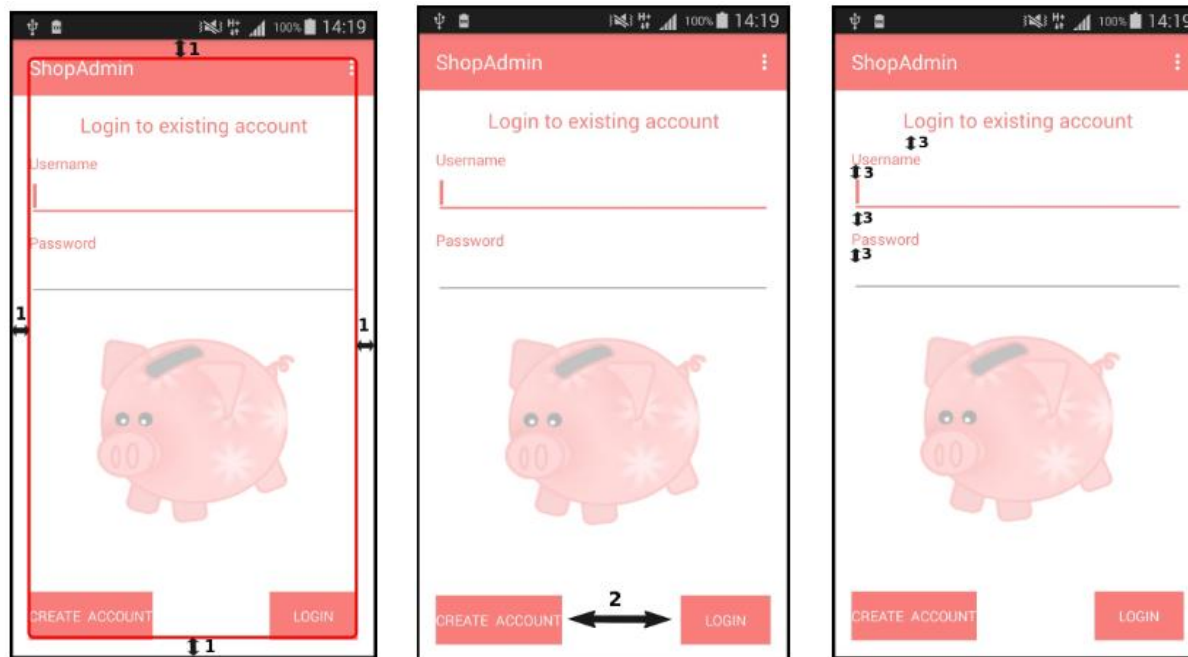 100% 14:19
1
ShopAdmin
Login to existing account
Username
Password
1
1
CREATE ACCOUNT
LOGIN
1
100% 14:19
ShopAdmin
Login to existing account
Username
Password
2
CREATE ACCOUNT
LOGIN
100% 14:19
ShopAdmin
Login to existing account
3
Username
3
3
Password
3
CREATE ACCOUNT
LOGIN